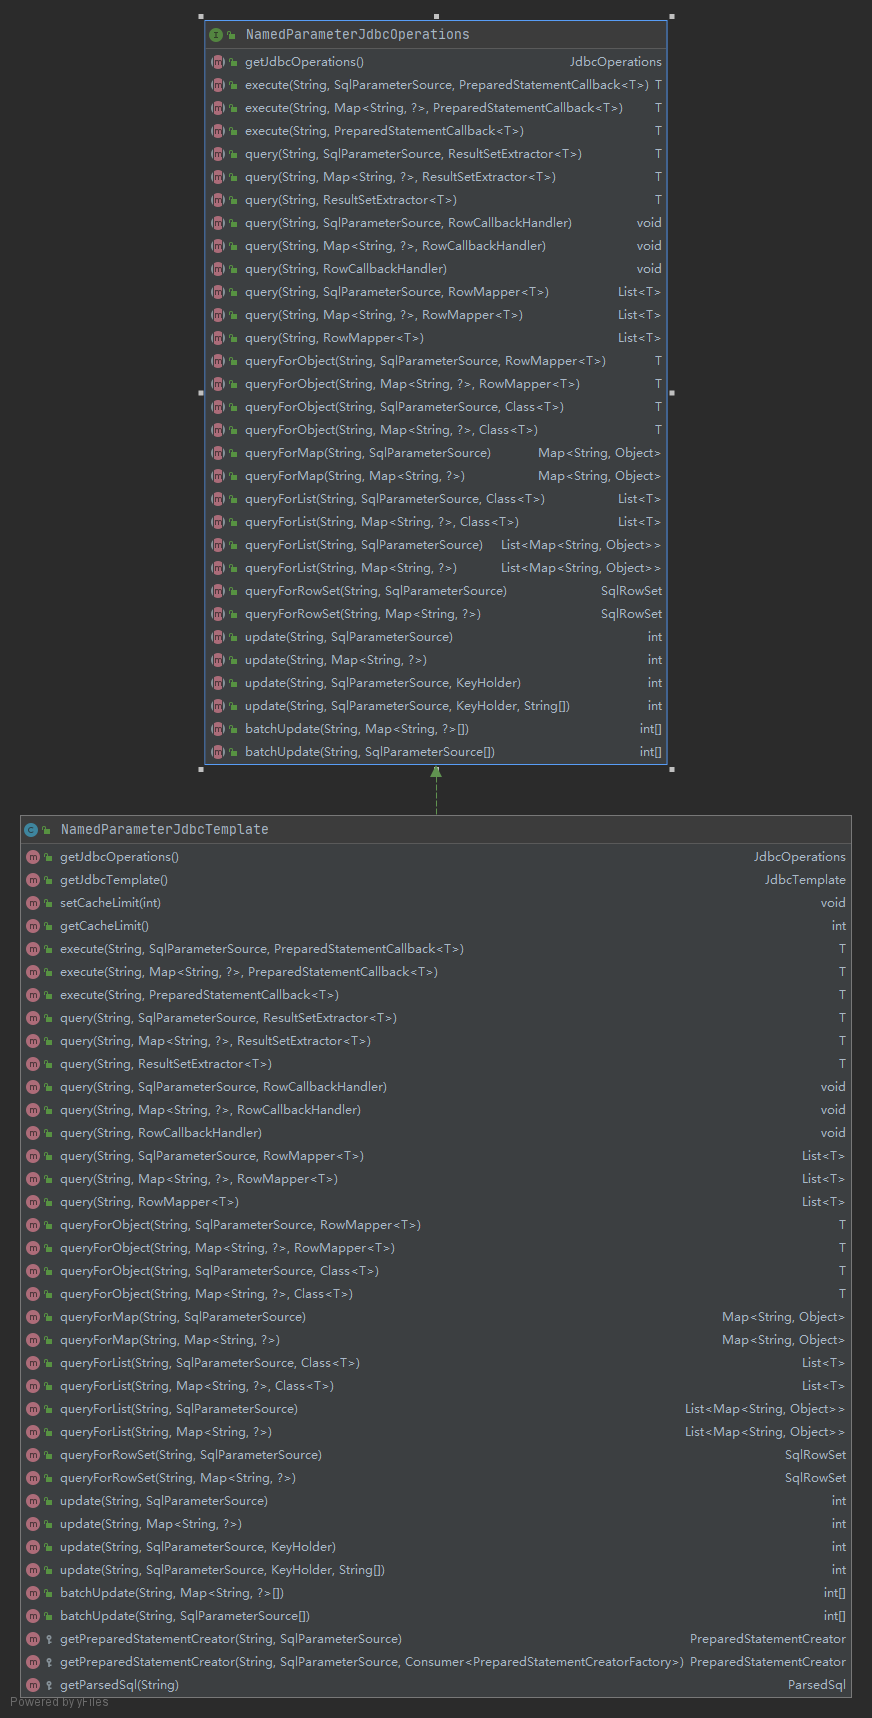 NamedParameterJdbcOperations
getJdbcOperations() JdbcOperations
execute(String, SqlParameterSource, PreparedStatementCallback<T>) T
execute(String, Map<String, ?>, PreparedStatementCallback<T>) T
execute(String, PreparedStatementCallback<T>) T
query(String, SqlParameterSource, ResultSetExtractor<T>) T
query(String, Map<String, ?>, ResultSetExtractor<T>) T
query(String, ResultSetExtractor<T>) T
query(String, SqlParameterSource, RowCallbackHandler) void
query(String, Map<String, ?>, RowCallbackHandler) void
query(String, RowCallbackHandler) void
query(String, SqlParameterSource, RowMapper<T>) List<T>
query(String, Map<String, ?>, RowMapper<T>) List<T>
query(String, RowMapper<T>) List<T>
queryForObject(String, SqlParameterSource, RowMapper<T>) T
queryForObject(String, Map<String, ?>, RowMapper<T>) T
queryForObject(String, SqlParameterSource, Class<T>) T
queryForObject(String, Map<String, ?>, Class<T>) T
queryForMap(String, SqlParameterSource) Map<String, Object>
queryForMap(String, Map<String, ?>) Map<String, Object>
queryForList(String, SqlParameterSource, Class<T>) List<T>
queryForList(String, Map<String, ?>, Class<T>) List<T>
queryForList(String, SqlParameterSource) List<Map<String, Object>>
queryForList(String, Map<String, ?>) List<Map<String, Object>>
queryForRowSet(String, SqlParameterSource) SqlRowSet
queryForRowSet(String, Map<String, ?>) SqlRowSet
update(String, SqlParameterSource) int
update(String, Map<String, ?>) int
update(String, SqlParameterSource, KeyHolder) int
update(String, SqlParameterSource, KeyHolder, String[]) int
batchUpdate(String, Map<String, ?>[]) int[]
batchUpdate(String, SqlParameterSource[]) int[]
NamedParameterJdbcTemplate
getJdbcOperations() JdbcOperations
getJdbcTemplate() JdbcTemplate
setCacheLimit(int) void
getCacheLimit() int
execute(String, SqlParameterSource, PreparedStatementCallback<T>) T
execute(String, Map<String, ?>, PreparedStatementCallback<T>) T
execute(String, PreparedStatementCallback<T>) T
query(String, SqlParameterSource, ResultSetExtractor<T>) T
query(String, Map<String, ?>, ResultSetExtractor<T>) T
query(String, ResultSetExtractor<T>) T
query(String, SqlParameterSource, RowCallbackHandler) void
query(String, Map<String, ?>, RowCallbackHandler) void
query(String, RowCallbackHandler) void
query(String, SqlParameterSource, RowMapper<T>) List<T>
query(String, Map<String, ?>, RowMapper<T>) List<T>
query(String, RowMapper<T>) List<T>
queryForObject(String, SqlParameterSource, RowMapper<T>) T
queryForObject(String, Map<String, ?>, RowMapper<T>) T
queryForObject(String, SqlParameterSource, Class<T>) T
queryForObject(String, Map<String, ?>, Class<T>) T
queryForMap(String, SqlParameterSource) Map<String, Object>
queryForMap(String, Map<String, ?>) Map<String, Object>
queryForList(String, SqlParameterSource, Class<T>) List<T>
queryForList(String, Map<String, ?>, Class<T>) List<T>
queryForList(String, SqlParameterSource) List<Map<String, Object>>
queryForList(String, Map<String, ?>) List<Map<String, Object>>
queryForRowSet(String, SqlParameterSource) SqlRowSet
queryForRowSet(String, Map<String, ?>) SqlRowSet
update(String, SqlParameterSource) int
update(String, Map<String, ?>) int
update(String, SqlParameterSource, KeyHolder) int
update(String, SqlParameterSource, KeyHolder, String[]) int
batchUpdate(String, Map<String, ?>[]) int[]
batchUpdate(String, SqlParameterSource[]) int[]
getPreparedStatementCreator(String, SqlParameterSource) PreparedStatementCreator
getPreparedStatementCreator(String, SqlParameterSource, Consumer<PreparedStatementCreatorFactory>) PreparedStatementCreator
getParsedSql(String) ParsedSql
Powered by yFiles